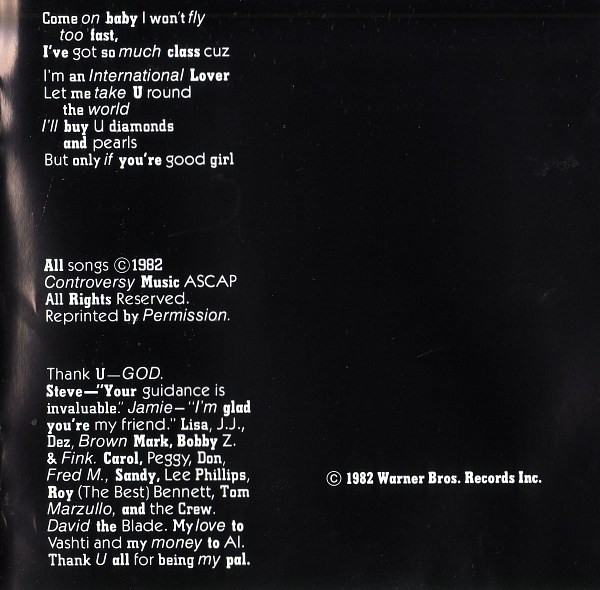 Come on baby I won't fly
too fast,
I've got so much class cuz
I'm an International Lover
Let me take U round
the world
I'll buy U diamonds
and pearls
But only if you're good girl
All songs ©1982
Controversy Music ASCAP
All Rights Reserved.
Reprinted by Permission.
Thank U—GOD.
Steve—"Your guidance is
invaluable." Jamie—"I'm glad
you're my friend." Lisa, J.J.,
Dez, Brown Mark, Bobby Z.
& Fink. Carol, Peggy, Don,
Fred M., Sandy, Lee Phillips,
Roy (The Best) Bennett, Tom
Marzullo, and the Crew.
David the Blade. My love to
Vashti and my money to Al.
Thank U all for being my pal.
© 1982 Warner Bros. Records Inc.